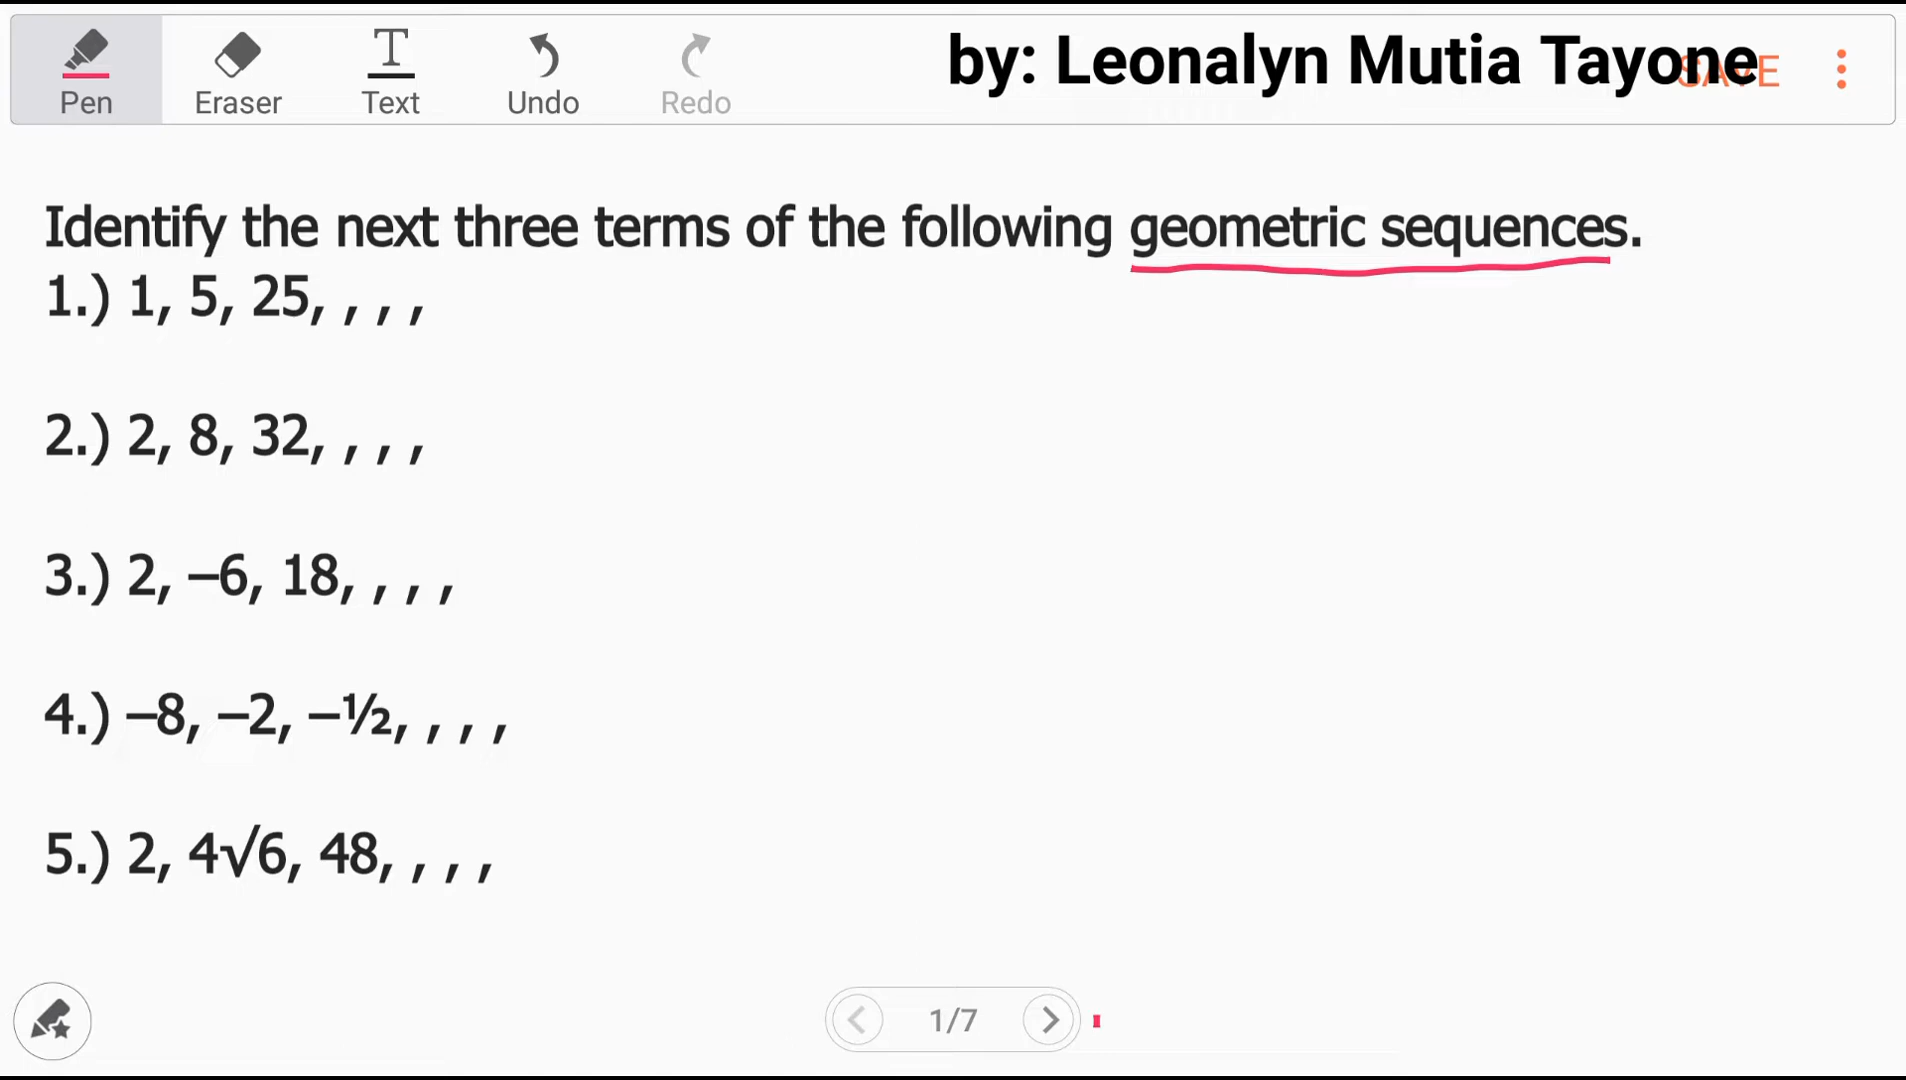 by: Leonalyn Mutia Tayone
SAVE
Pen
Eraser
Text
Undo
Redo
Identify the next three terms of the following geometric sequences.
1.) 1, 5, 25, , , ,
2.) 2, 8, 32, , , ,
3.) 2, –6, 18, , , ,
4.) –8, –2, –½, , , ,
5.) 2, 4√6, 48, , , ,
1/7